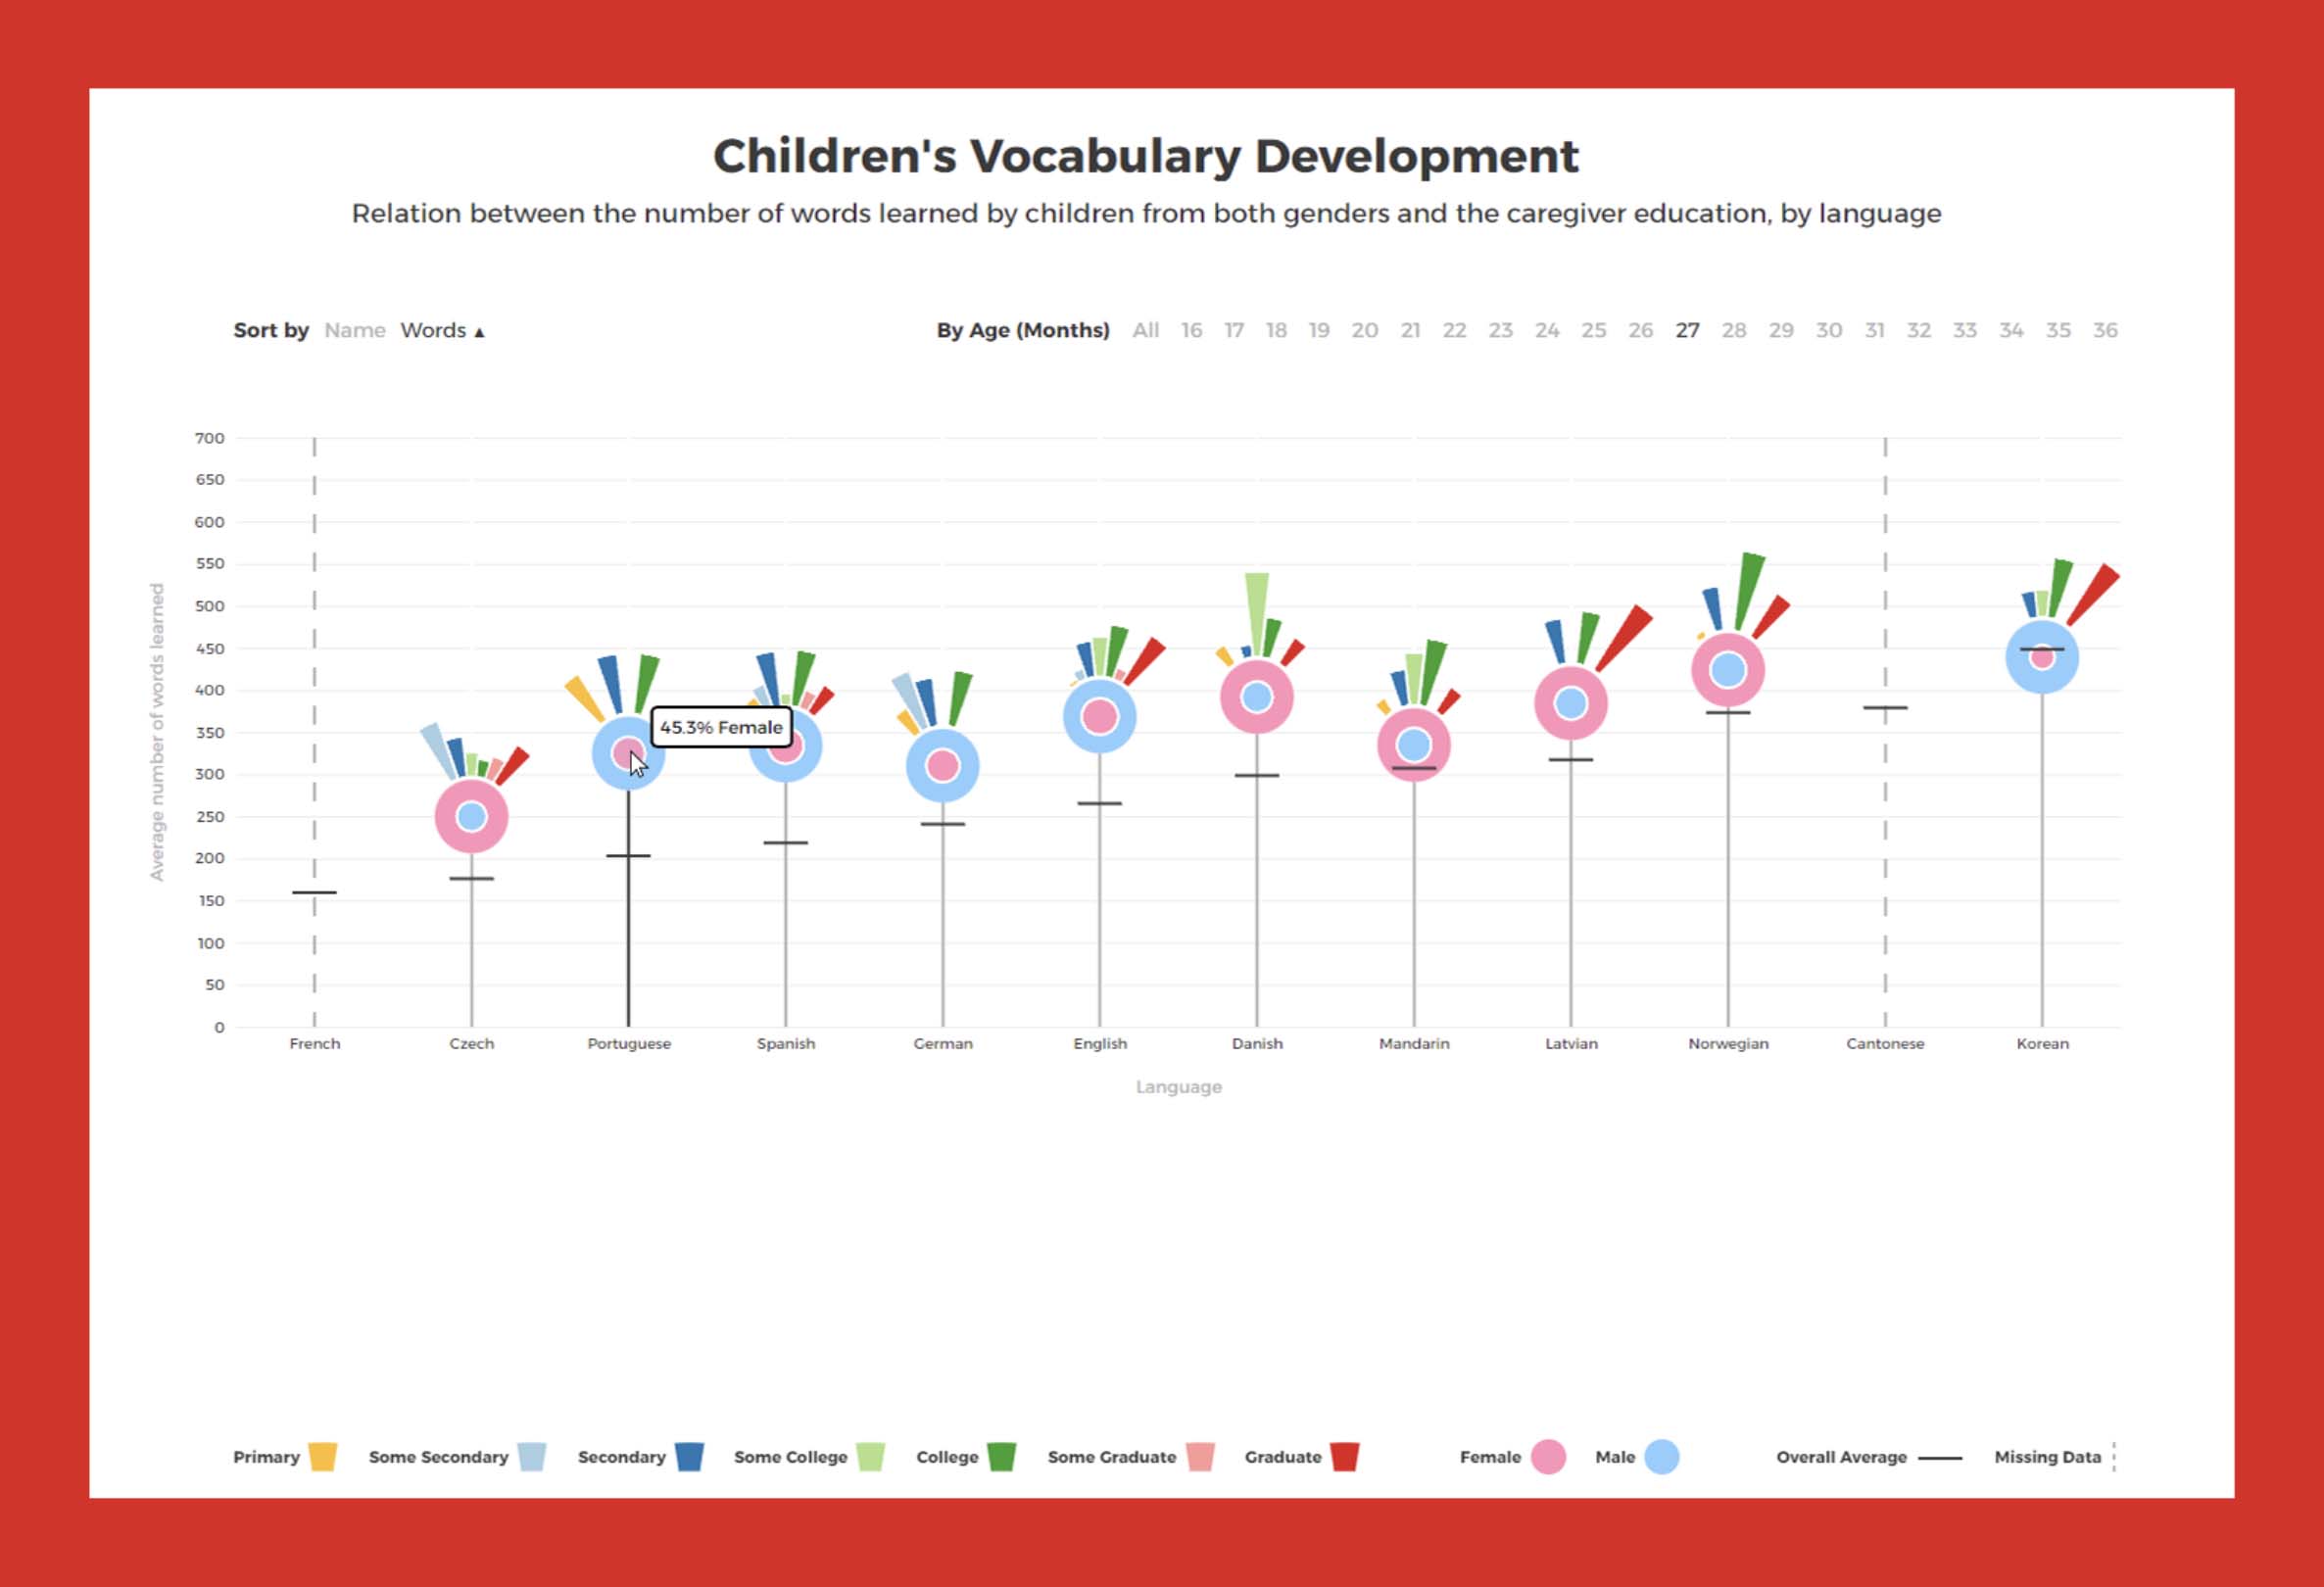 Children's Vocabulary Development
Relation between the number of words learned by children from both genders and the caregiver education, by language
Sort by Name Words ▲
By Age (Months) All 16 17 18 19 20 21 22 23 24 25 26 27 28 29 30 31 32 33 34 35 36
Average number of words learned
700
650
600
550
500
450
400
350
300
250
200
150
100
50
0
45.3% Female
French Czech Portuguese Spanish German English Danish Mandarin Latvian Norwegian Cantonese Korean
Language
Primary Some Secondary Secondary Some College College Some Graduate Graduate Female Male Overall Average Missing Data